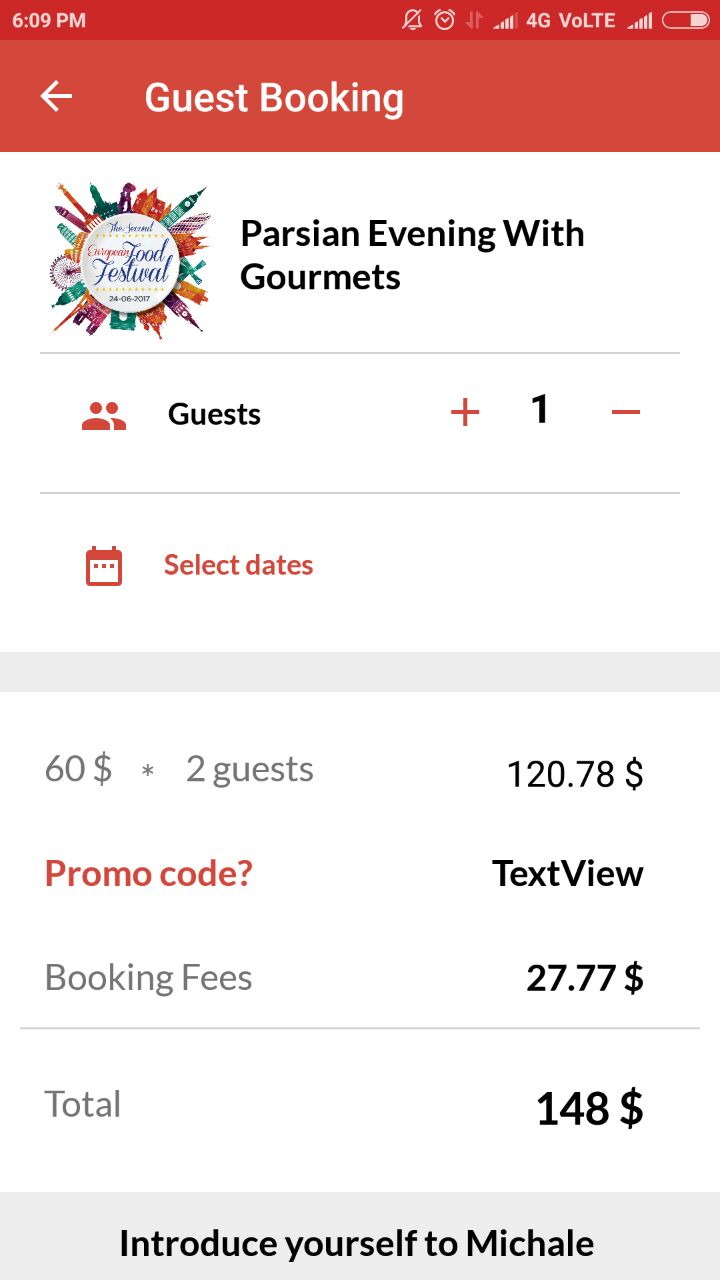 6:09 PM
4G VoLTE
Guest Booking
The Second
European Food
Festival
24-06-2017
Parsian Evening With
Gourmets
Guests + 1 −
Select dates
60 $ * 2 guests 120.78 $
Promo code? TextView
Booking Fees 27.77 $
Total 148 $
Introduce yourself to Michale